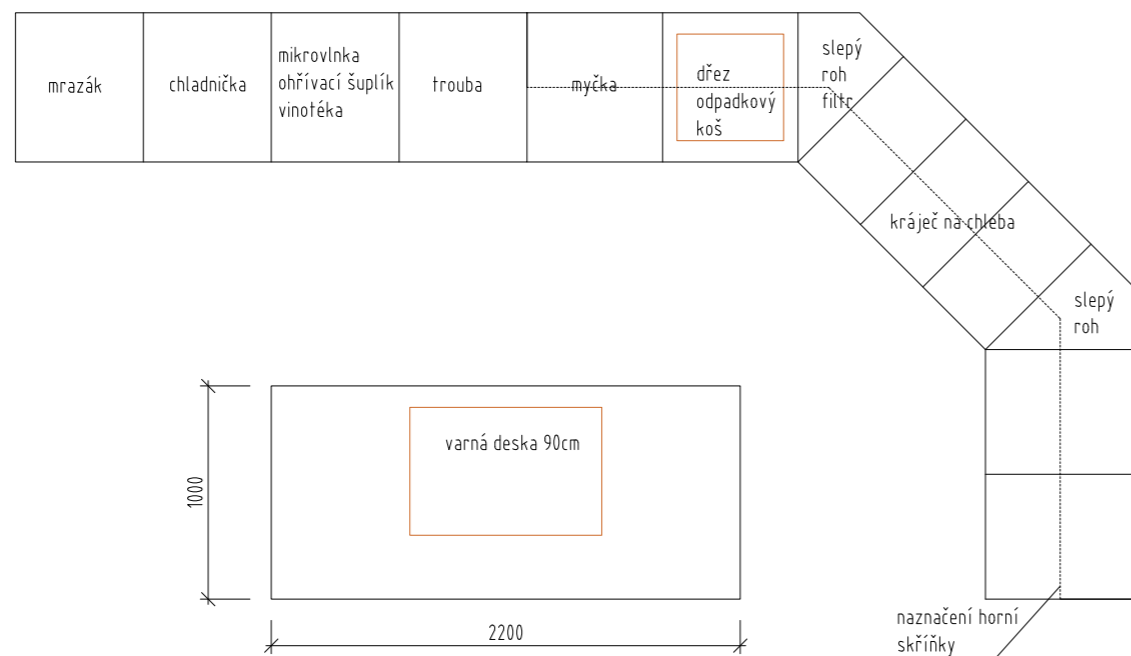 mrazák
chladnička
mikrovlnka
ohřívací šuplík
vinotéka
trouba
myčka
dřez
odpadkový
koš
slepý
roh
filtr
kráječ na chleba
slepý
roh
varná deska 90cm
1000
2200
naznačení horní
skříňky